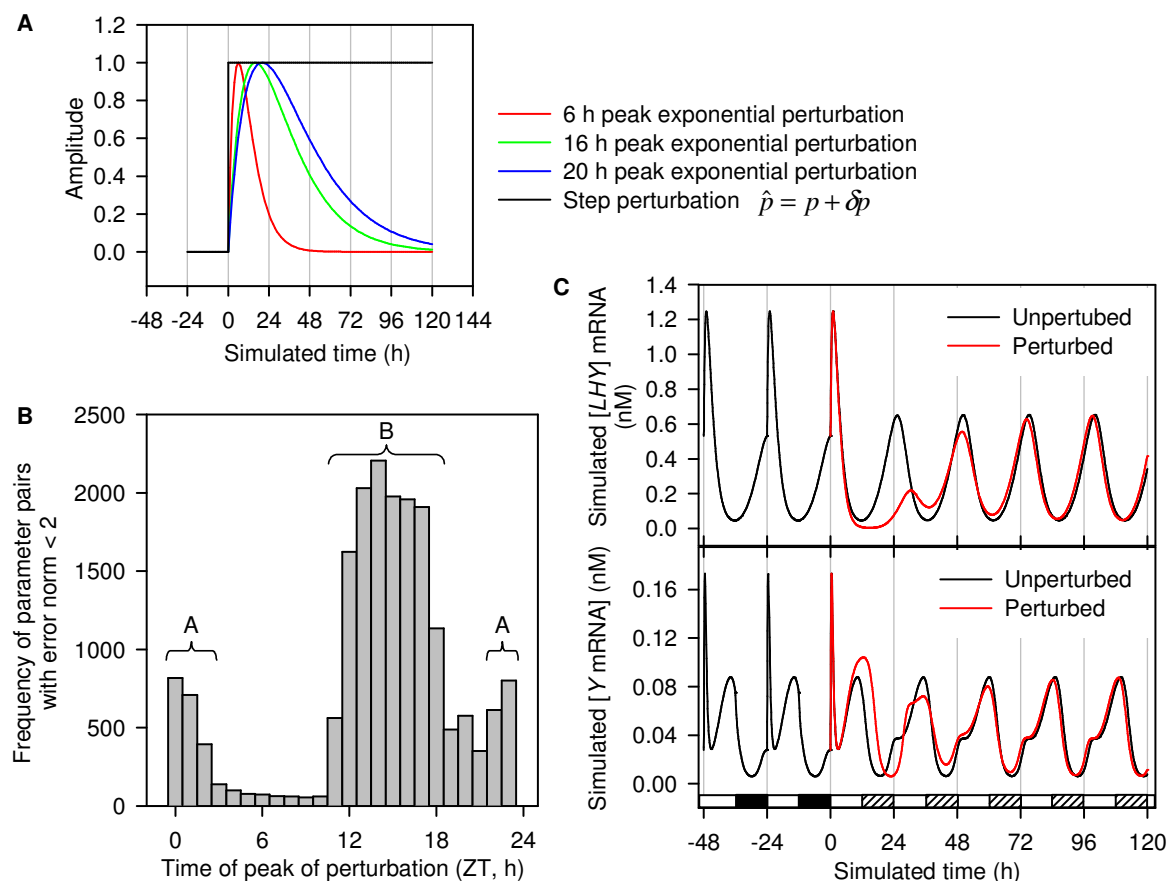 A
1.2
1.0
0.8
0.6
0.4
0.2
0.0
Amplitude
-48 -24 0 24 48 72 96 120 144
Simulated time (h)
6 h peak exponential perturbation
16 h peak exponential perturbation
20 h peak exponential perturbation
Step perturbation p̂ = p + δp
B
2500
2000
1500
1000
500
0
Frequency of parameter pairs
with error norm < 2
A
B
A
0 6 12 18 24
Time of peak of perturbation (ZT, h)
C
1.4
1.2
1.0
0.8
0.6
0.4
0.2
0.0
Simulated [LHY] mRNA
(nM)
Unpertubed
Perturbed
0.16
0.12
0.08
0.04
0.00
Simulated [Y mRNA] (nM)
Unperturbed
Perturbed
-48 -24 0 24 48 72 96 120
Simulated time (h)